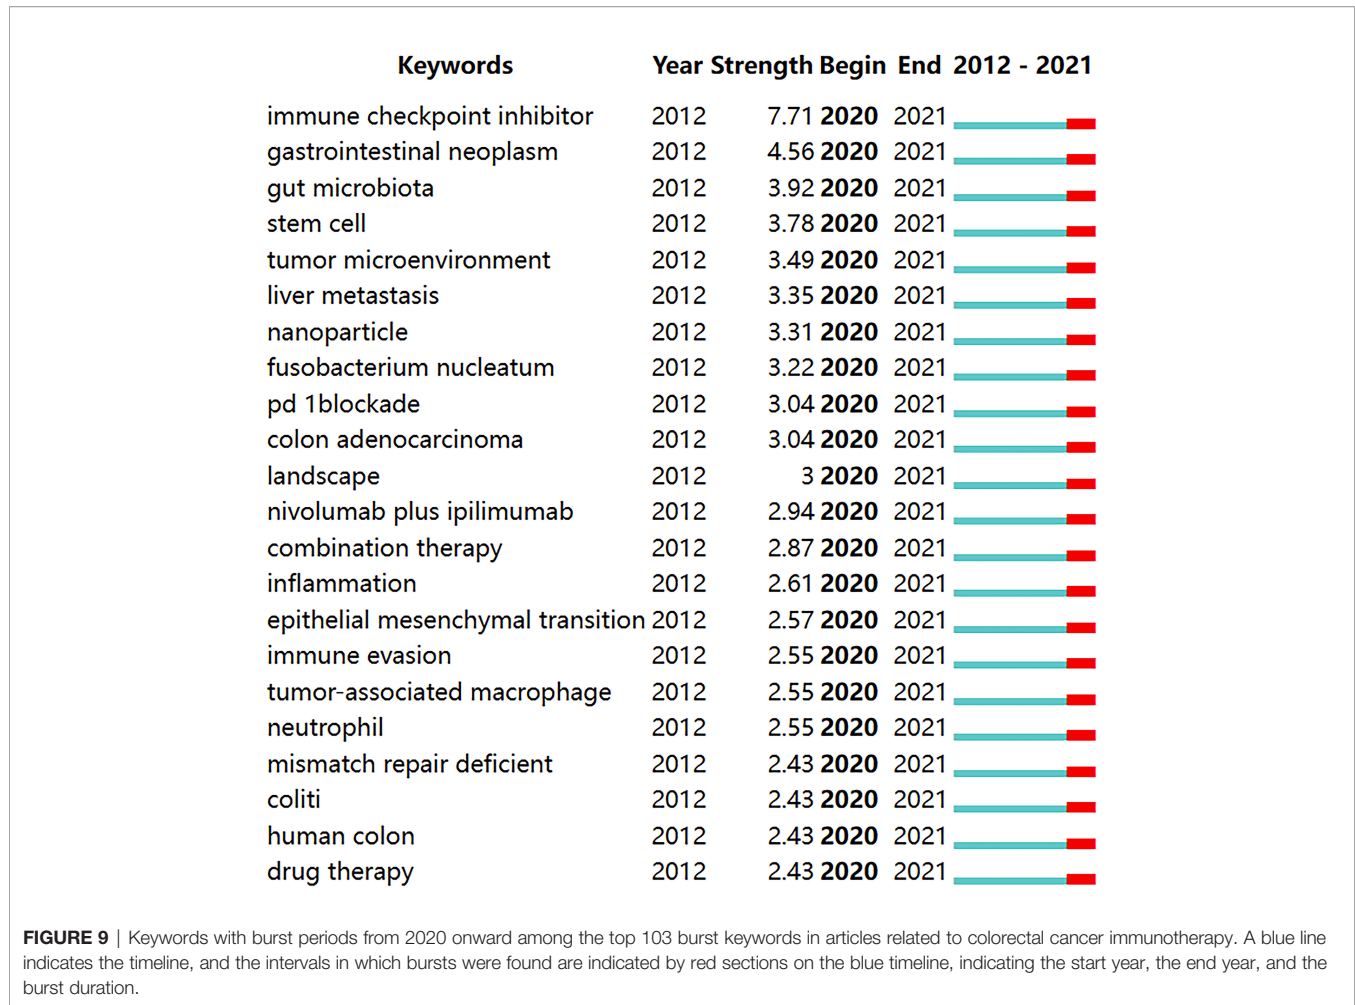 Keywords Year Strength Begin End 2012 - 2021
immune checkpoint inhibitor 2012 7.71 2020 2021
gastrointestinal neoplasm 2012 4.56 2020 2021
gut microbiota 2012 3.92 2020 2021
stem cell 2012 3.78 2020 2021
tumor microenvironment 2012 3.49 2020 2021
liver metastasis 2012 3.35 2020 2021
nanoparticle 2012 3.31 2020 2021
fusobacterium nucleatum 2012 3.22 2020 2021
pd 1blockade 2012 3.04 2020 2021
colon adenocarcinoma 2012 3.04 2020 2021
landscape 2012 3 2020 2021
nivolumab plus ipilimumab 2012 2.94 2020 2021
combination therapy 2012 2.87 2020 2021
inflammation 2012 2.61 2020 2021
epithelial mesenchymal transition 2012 2.57 2020 2021
immune evasion 2012 2.55 2020 2021
tumor-associated macrophage 2012 2.55 2020 2021
neutrophil 2012 2.55 2020 2021
mismatch repair deficient 2012 2.43 2020 2021
coliti 2012 2.43 2020 2021
human colon 2012 2.43 2020 2021
drug therapy 2012 2.43 2020 2021
FIGURE 9 | Keywords with burst periods from 2020 onward among the top 103 burst keywords in articles related to colorectal cancer immunotherapy. A blue line
indicates the timeline, and the intervals in which bursts were found are indicated by red sections on the blue timeline, indicating the start year, the end year, and the
burst duration.